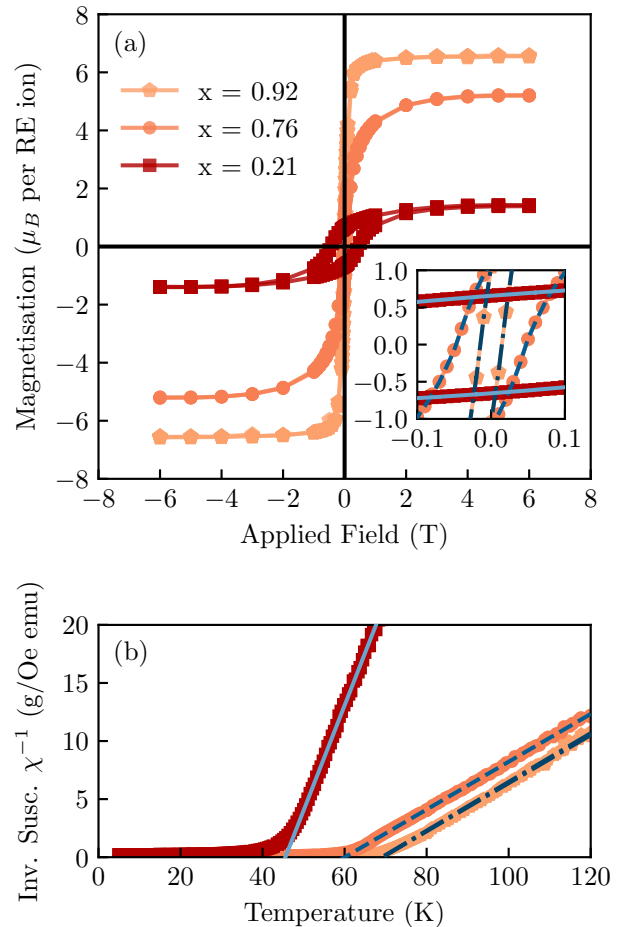 (a)
x = 0.92
x = 0.76
x = 0.21
Magnetisation (μ_B per RE ion)
8
6
4
2
0
−2
−4
−6
−8
1.0
0.5
0.0
−0.5
−1.0
−0.1
0.0
0.1
−8 −6 −4 −2 0 2 4 6 8
Applied Field (T)
(b)
Inv. Susc. χ⁻¹ (g/Oe emu)
20
15
10
5
0
0 20 40 60 80 100 120
Temperature (K)